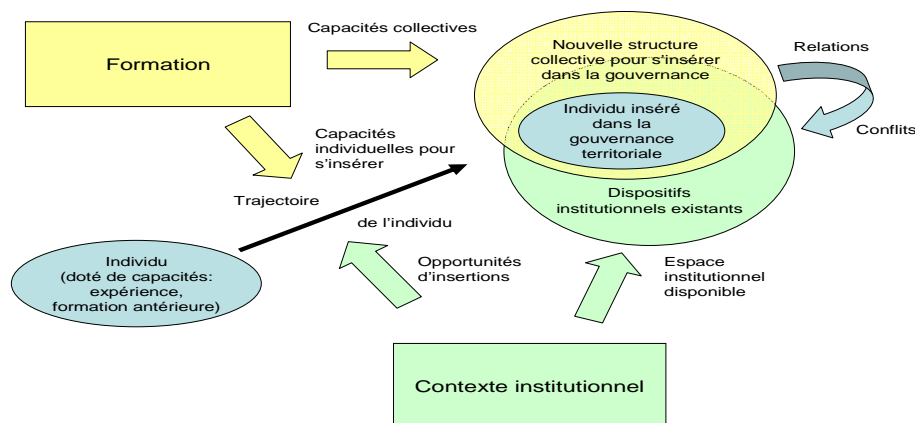 Capacités collectives
Formation
Nouvelle structure
collective pour s'insérer
dans la gouvernance
Relations
Individu inséré
dans la
gouvernance
territoriale
Conflits
Capacités
individuelles pour
s'insérer
Trajectoire
de l'individu
Dispositifs
institutionnels existants
Individu
(doté de capacités:
expérience,
formation antérieure)
Opportunités
d'insertions
Espace
institutionnel
disponible
Contexte institutionnel